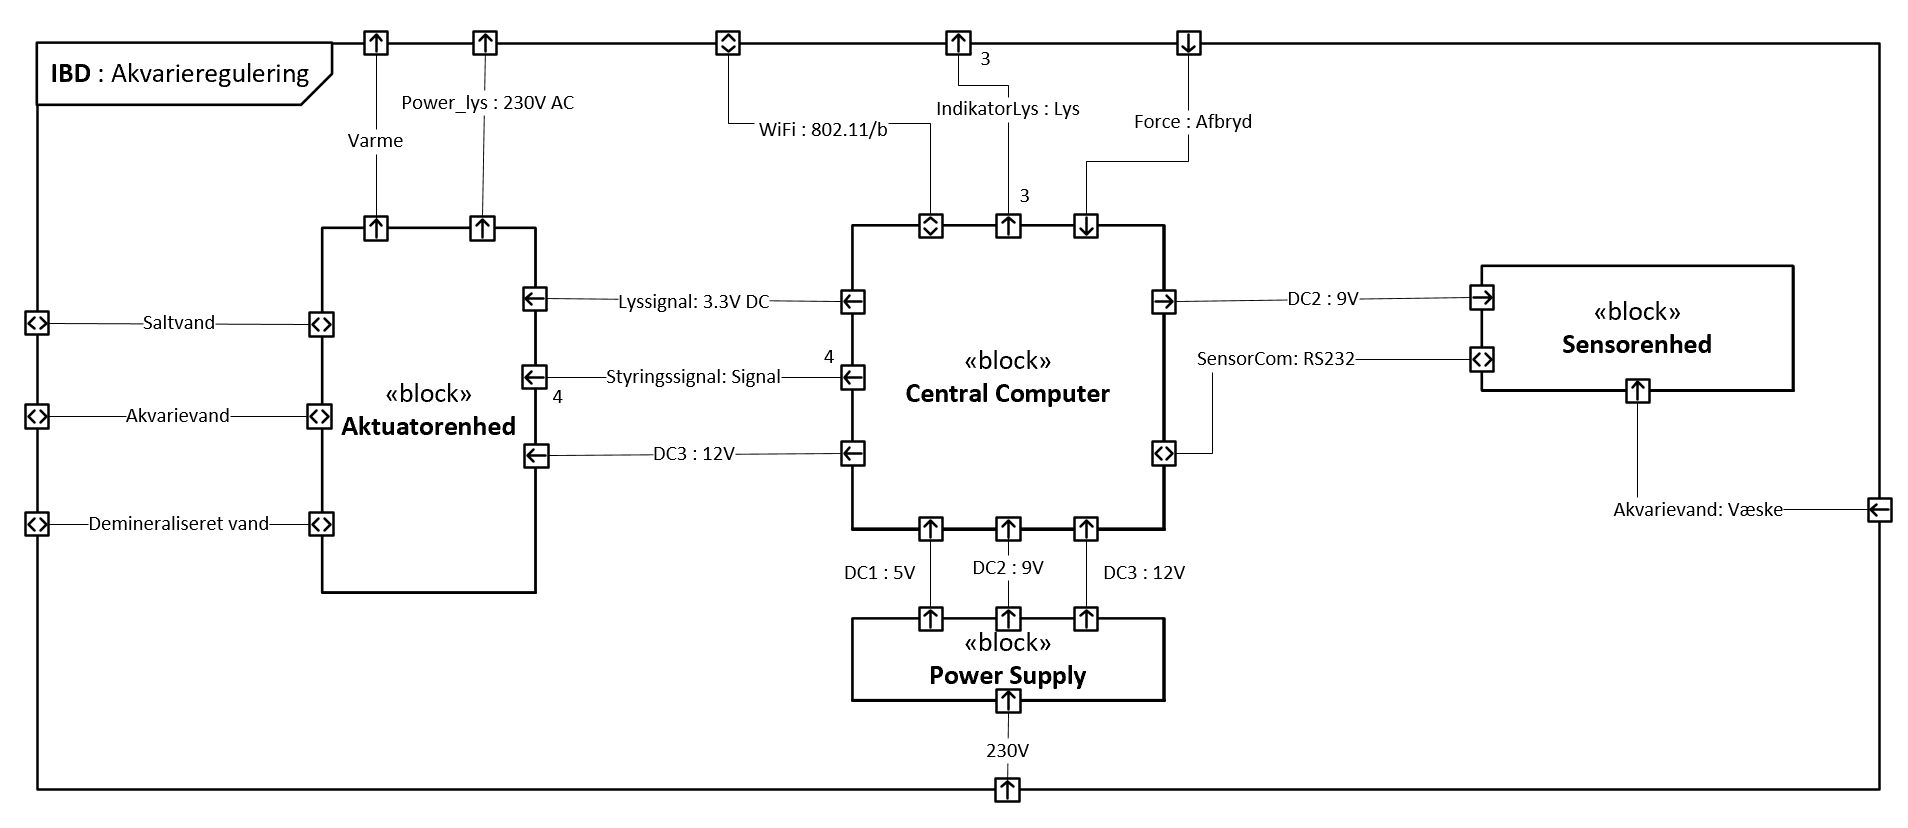 IBD : Akvarieregulering
3
Power_lys : 230V AC
IndikatorLys : Lys
Force : Afbryd
WiFi : 802.11/b
Varme
3
Lyssignal: 3.3V DC
DC2 : 9V
Saltvand
«block»
Sensorenhed
4
«block»
Central Computer
SensorCom: RS232
Styringssignal: Signal
4
«block»
Aktuatorenhed
Akvarievand
DC3 : 12V
Akvarievand: Væske
Demineraliseret vand
DC1 : 5V
DC2 : 9V
DC3 : 12V
«block»
Power Supply
230V